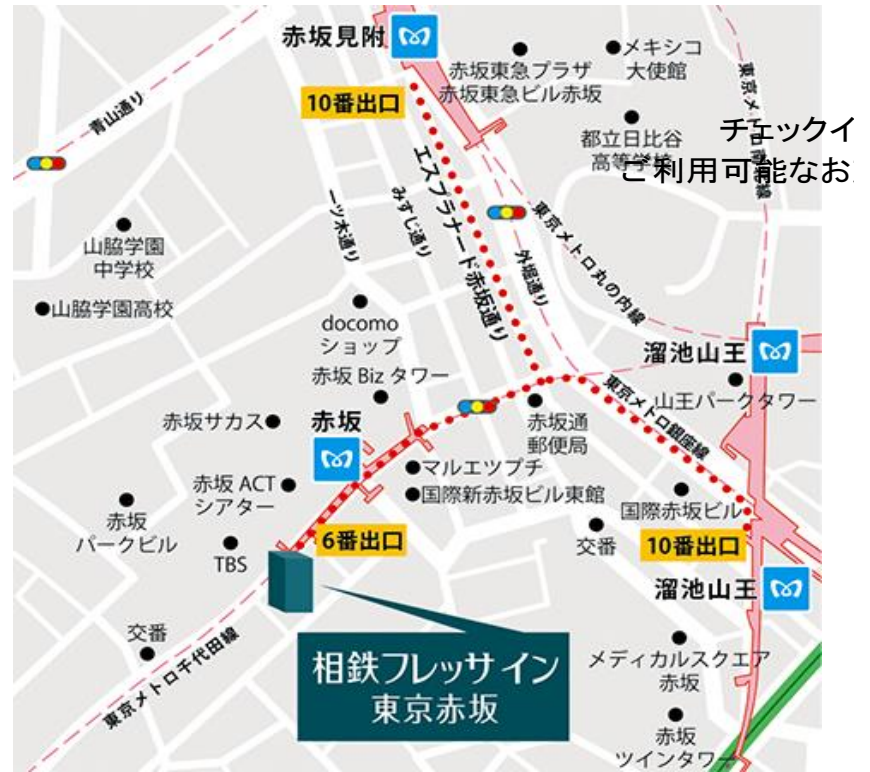 赤坂見附
10番出口
青山通り
赤坂東急プラザ
赤坂東急ビル赤坂
メキシコ
大使館
都立日比谷
高等学校
チェックイ
ご利用可能なお
東京メトロ南北線
エスプラナード赤坂通り
みすじ通り
一ツ木通り
外堀通り
東京メトロ丸の内線
山脇学園
中学校
山脇学園高校
docomo
ショップ
赤坂 Biz タワー
溜池山王
山王パークタワー
赤坂サカス
赤坂
赤坂通
郵便局
東京メトロ銀座線
マルエツプチ
国際新赤坂ビル東館
赤坂 ACT
シアター
赤坂
パークビル
TBS
6番出口
国際赤坂ビル
交番
10番出口
溜池山王
交番
東京メトロ千代田線
相鉄フレッサイン
東京赤坂
メディカルスクエア
赤坂
赤坂
ツインタワー